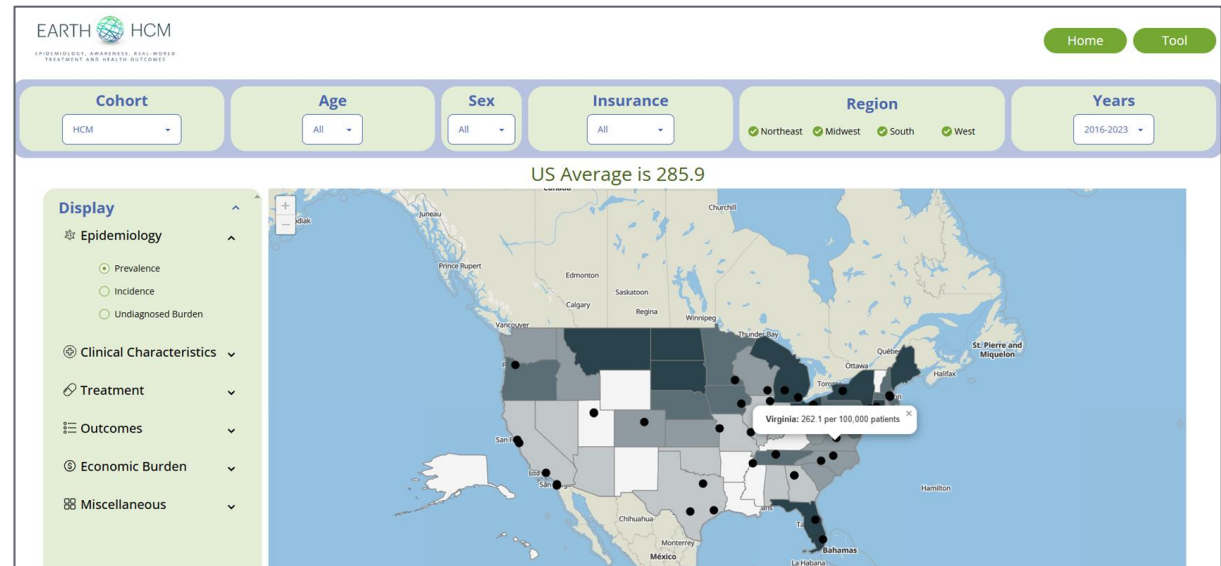 EARTH HCM
EPIDEMIOLOGY, AWARENESS, REAL-WORLD
TREATMENT AND HEALTH OUTCOMES
Home Tool
Cohort Age Sex Insurance Region Years
HCM All All All Northeast Midwest South West 2016-2023
US Average is 285.9
Display
Epidemiology
Prevalence
Incidence
Undiagnosed Burden
Clinical Characteristics
Treatment
Outcomes
Economic Burden
Miscellaneous
+
−
Canada
Churchill
Juneau
Prince Rupert
Edmonton
Saskatoon
Calgary
Regina
Winnipeg
Vancouver
Thunder Bay
Québec
St. Pierre and
Miquelon
Ottawa
Halifax
Virginia: 262.1 per 100,000 patients ×
Hamilton
Chihuahua
Monterrey
México
Bahamas
La Habana